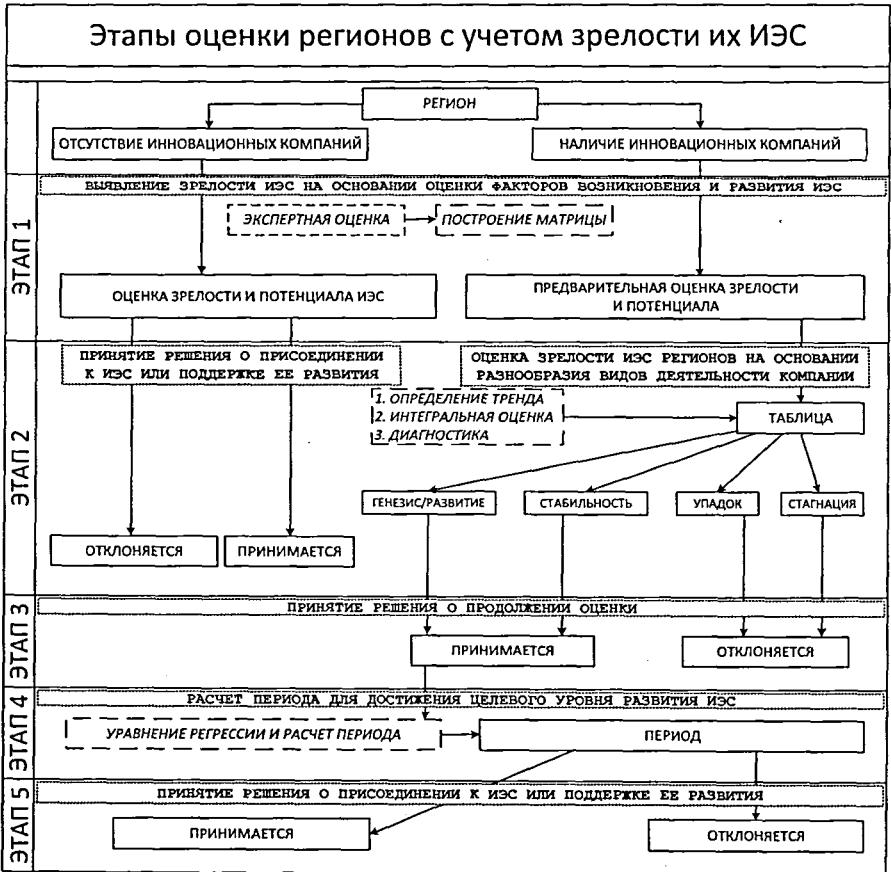 Этапы оценки регионов с учетом зрелости их ИЭС
РЕГИОН
ОТСУТСТВИЕ ИННОВАЦИОННЫХ КОМПАНИЙ
НАЛИЧИЕ ИННОВАЦИОННЫХ КОМПАНИЙ
ЭТАП 1
ВЫЯВЛЕНИЕ ЗРЕЛОСТИ ИЭС НА ОСНОВАНИИ ОЦЕНКИ ФАКТОРОВ ВОЗНИКНОВЕНИЯ И РАЗВИТИЯ ИЭС
ЭКСПЕРТНАЯ ОЦЕНКА
ПОСТРОЕНИЕ МАТРИЦЫ
ОЦЕНКА ЗРЕЛОСТИ И ПОТЕНЦИАЛА ИЭС
ПРЕДВАРИТЕЛЬНАЯ ОЦЕНКА ЗРЕЛОСТИ
И ПОТЕНЦИАЛА
ЭТАП 2
ПРИНЯТИЕ РЕШЕНИЯ О ПРИСОЕДИНЕНИИ
К ИЭС ИЛИ ПОДДЕРЖКЕ ЕЕ РАЗВИТИЯ
ОЦЕНКА ЗРЕЛОСТИ ИЭС РЕГИОНОВ НА ОСНОВАНИИ
РАЗНООБРАЗИЯ ВИДОВ ДЕЯТЕЛЬНОСТИ КОМПАНИИ
1. ОПРЕДЕЛЕНИЕ ТРЕНДА
2. ИНТЕГРАЛЬНАЯ ОЦЕНКА
3. ДИАГНОСТИКА
ТАБЛИЦА
ГЕНЕЗИС/РАЗВИТИЕ
СТАБИЛЬНОСТЬ
УПАДОК
СТАГНАЦИЯ
ОТКЛОНЯЕТСЯ
ПРИНИМАЕТСЯ
ЭТАП 3
ПРИНЯТИЕ РЕШЕНИЯ О ПРОДОЛЖЕНИИ ОЦЕНКИ
ПРИНИМАЕТСЯ
ОТКЛОНЯЕТСЯ
ЭТАП 4
РАСЧЕТ ПЕРИОДА ДЛЯ ДОСТИЖЕНИЯ ЦЕЛЕВОГО УРОВНЯ РАЗВИТИЯ ИЭС
УРАВНЕНИЕ РЕГРЕССИИ И РАСЧЕТ ПЕРИОДА
ПЕРИОД
ЭТАП 5
ПРИНЯТИЕ РЕШЕНИЯ О ПРИСОЕДИНЕНИИ К ИЭС ИЛИ ПОДДЕРЖКЕ ЕЕ РАЗВИТИЯ
ПРИНИМАЕТСЯ
ОТКЛОНЯЕТСЯ